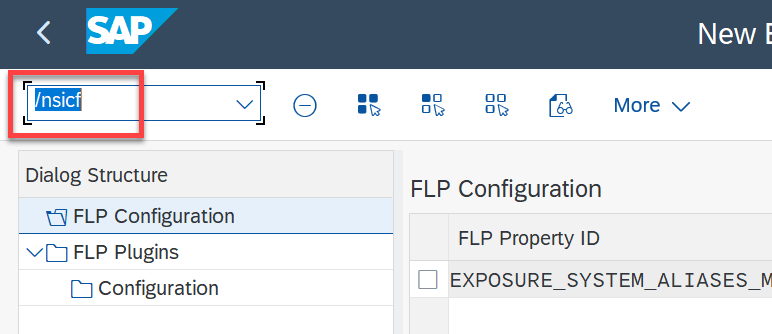 SAP
New E
/nsicf
More
Dialog Structure
FLP Configuration
FLP Plugins
Configuration
FLP Configuration
FLP Property ID
EXPOSURE_SYSTEM_ALIASES_M